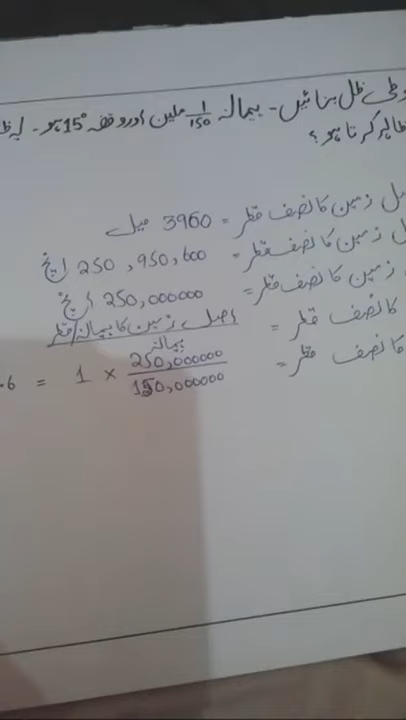 ظل بنائیں۔ پیمانہ 1/150 ملین اور وقفہ 15° ہو۔
ظاہر کرتا ہو؟
اصل زمین کا نصف قطر = 3960 میل
زمین کا نصف قطر = 250,950,600 انچ
زمین کا نصف قطر = 250,000000 انچ
کا نصف قطر = اصل زمین کا پیمانہ/قطر / پیمانہ
کا نصف قطر = 1 × 250,000000/150,000000 = .6